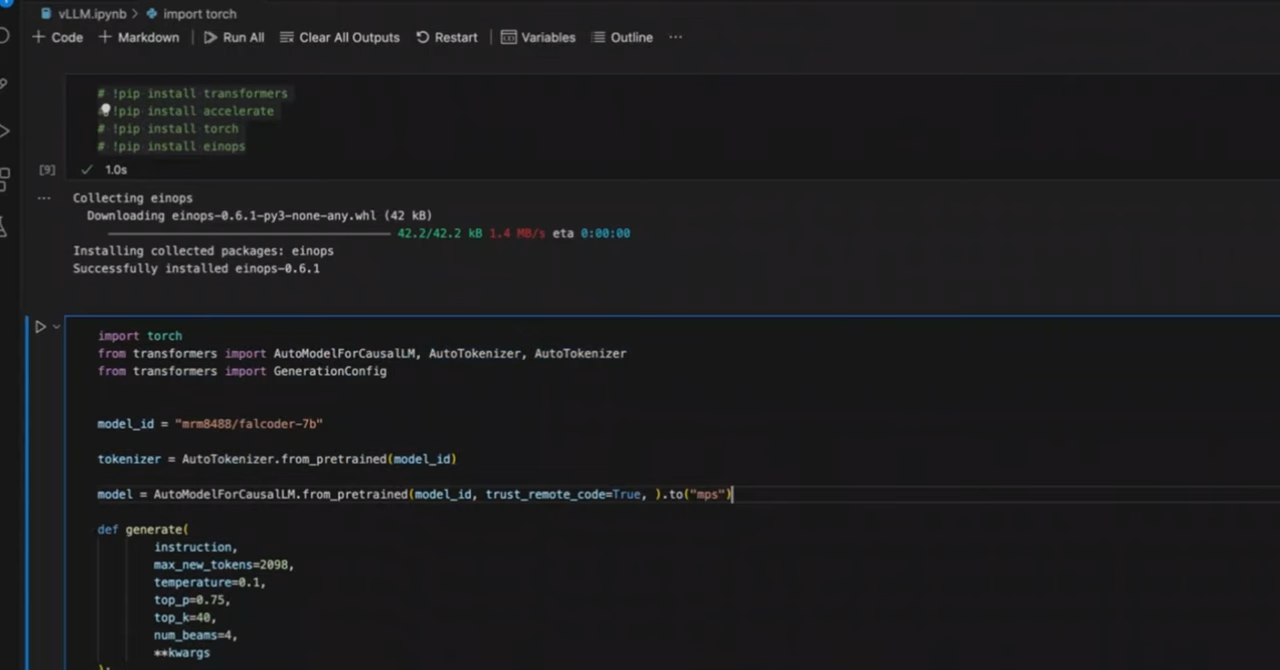 vLLM.ipynb > import torch
+ Code + Markdown | Run All Clear All Outputs Restart | Variables Outline ...
# !pip install transformers
!pip install accelerate
# !pip install torch
# !pip install einops
[9] ✓ 1.0s
... Collecting einops
Downloading einops-0.6.1-py3-none-any.whl (42 kB)
42.2/42.2 kB 1.4 MB/s eta 0:00:00
Installing collected packages: einops
Successfully installed einops-0.6.1
import torch
from transformers import AutoModelForCausalLM, AutoTokenizer, AutoTokenizer
from transformers import GenerationConfig
model_id = "mrm8488/falcoder-7b"
tokenizer = AutoTokenizer.from_pretrained(model_id)
model = AutoModelForCausalLM.from_pretrained(model_id, trust_remote_code=True, ).to("mps")
def generate(
instruction,
max_new_tokens=2098,
temperature=0.1,
top_p=0.75,
top_k=40,
num_beams=4,
**kwargs
):